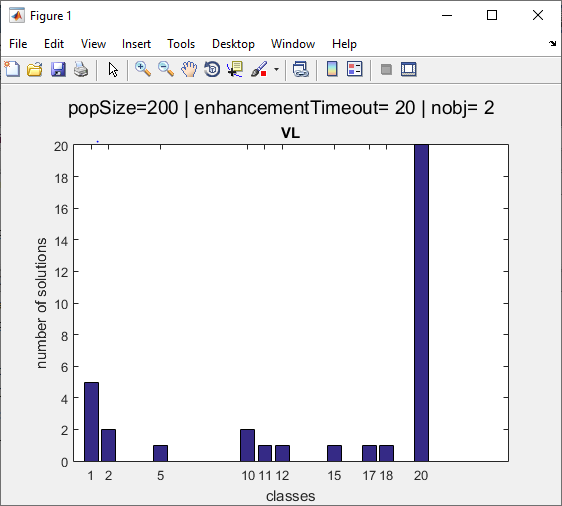 Figure 1
File Edit View Insert Tools Desktop Window Help
popSize=200 | enhancementTimeout= 20 | nobj= 2
VL
20
18
16
14
12
10
8
6
4
2
0
number of solutions
1 2 5 10 11 12 15 17 18 20
classes